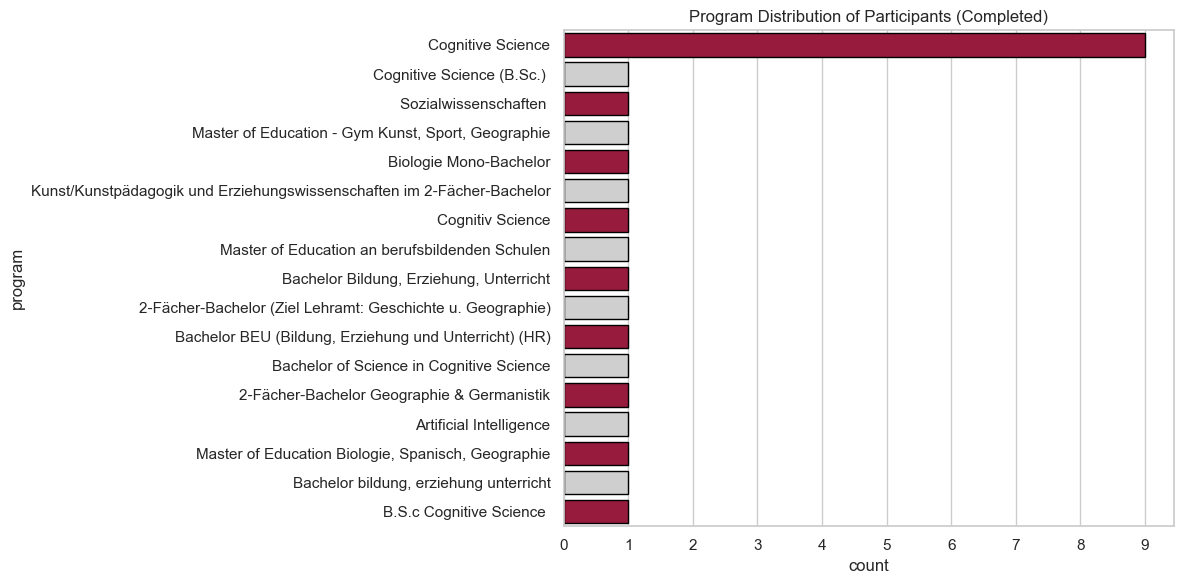 Program Distribution of Participants (Completed)
Cognitive Science
Cognitive Science (B.Sc.)
Sozialwissenschaften
Master of Education - Gym Kunst, Sport, Geographie
Biologie Mono-Bachelor
Kunst/Kunstpädagogik und Erziehungswissenschaften im 2-Fächer-Bachelor
Cognitiv Science
Master of Education an berufsbildenden Schulen
Bachelor Bildung, Erziehung, Unterricht
2-Fächer-Bachelor (Ziel Lehramt: Geschichte u. Geographie)
Bachelor BEU (Bildung, Erziehung und Unterricht) (HR)
Bachelor of Science in Cognitive Science
2-Fächer-Bachelor Geographie & Germanistik
Artificial Intelligence
Master of Education Biologie, Spanisch, Geographie
Bachelor bildung, erziehung unterricht
B.S.c Cognitive Science
program
0 1 2 3 4 5 6 7 8 9
count